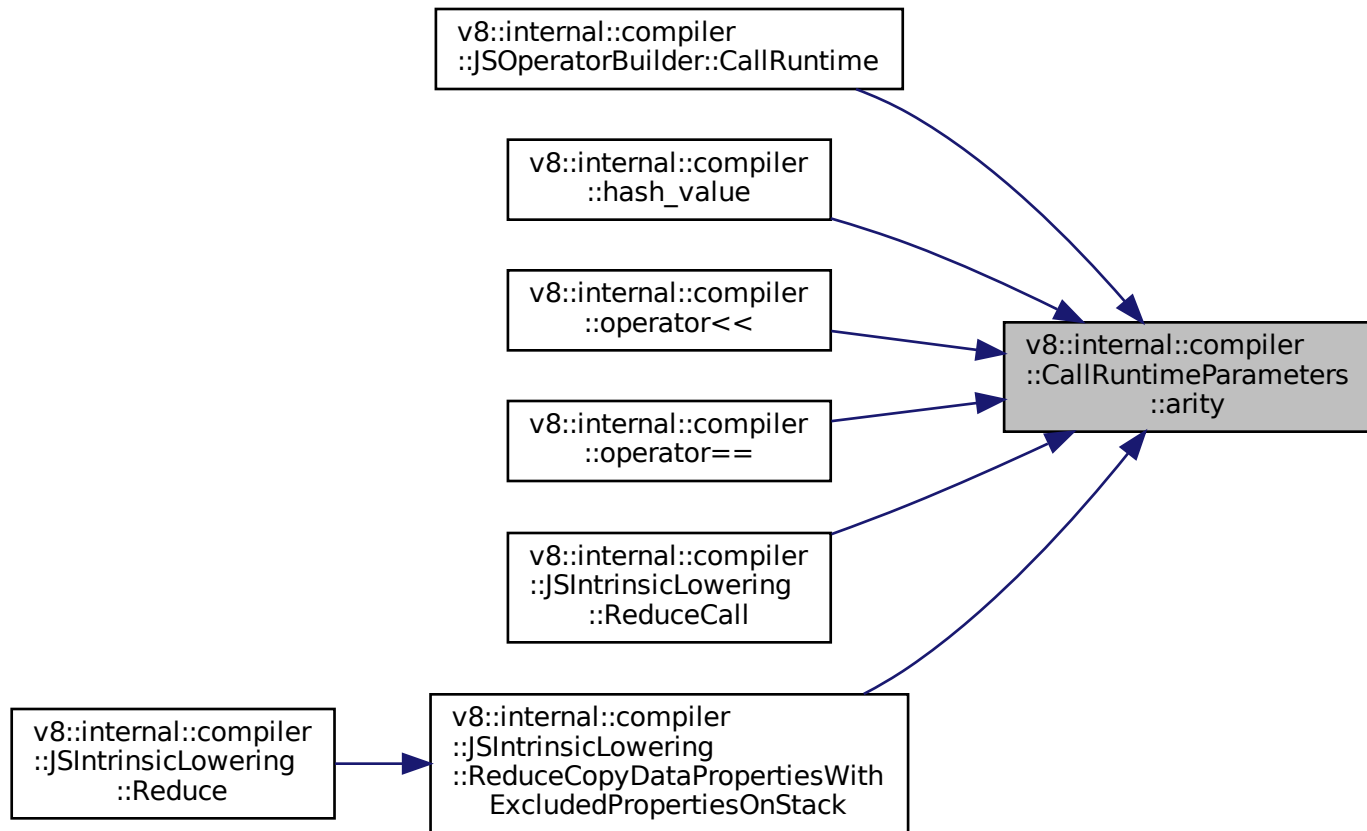 v8::internal::compiler
::JSOperatorBuilder::CallRuntime
v8::internal::compiler
::hash_value
v8::internal::compiler
::operator<<
v8::internal::compiler
::CallRuntimeParameters
::arity
v8::internal::compiler
::operator==
v8::internal::compiler
::JSIntrinsicLowering
::ReduceCall
v8::internal::compiler
::JSIntrinsicLowering
::Reduce
v8::internal::compiler
::JSIntrinsicLowering
::ReduceCopyDataPropertiesWith
ExcludedPropertiesOnStack